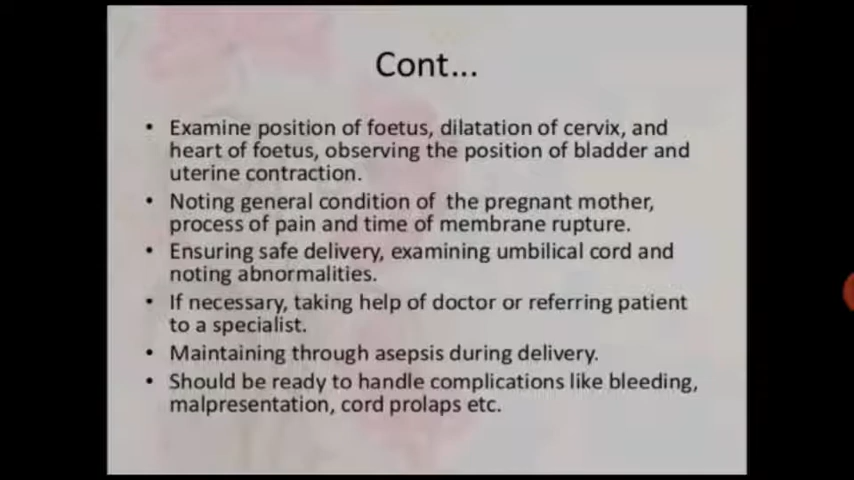 Cont...
• Examine position of foetus, dilatation of cervix, and
heart of foetus, observing the position of bladder and
uterine contraction.
• Noting general condition of the pregnant mother,
process of pain and time of membrane rupture.
• Ensuring safe delivery, examining umbilical cord and
noting abnormalities.
• If necessary, taking help of doctor or referring patient
to a specialist.
• Maintaining through asepsis during delivery.
• Should be ready to handle complications like bleeding,
malpresentation, cord prolaps etc.